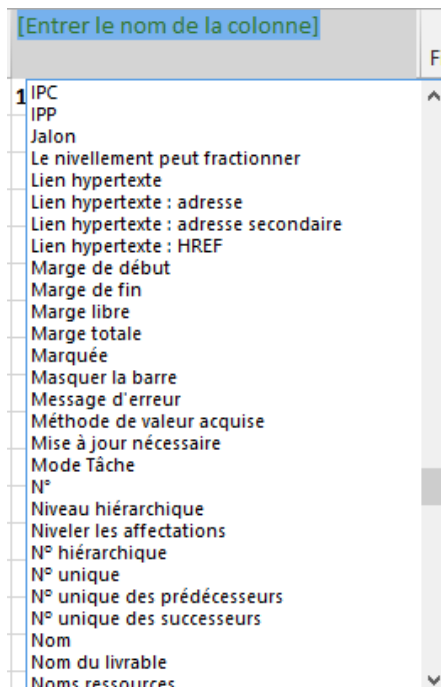 [Entrer le nom de la colonne]
F
1
IPC
IPP
Jalon
Le nivellement peut fractionner
Lien hypertexte
Lien hypertexte : adresse
Lien hypertexte : adresse secondaire
Lien hypertexte : HREF
Marge de début
Marge de fin
Marge libre
Marge totale
Marquée
Masquer la barre
Message d'erreur
Méthode de valeur acquise
Mise à jour nécessaire
Mode Tâche
N°
Niveau hiérarchique
Niveler les affectations
N° hiérarchique
N° unique
N° unique des prédécesseurs
N° unique des successeurs
Nom
Nom du livrable
Noms ressources